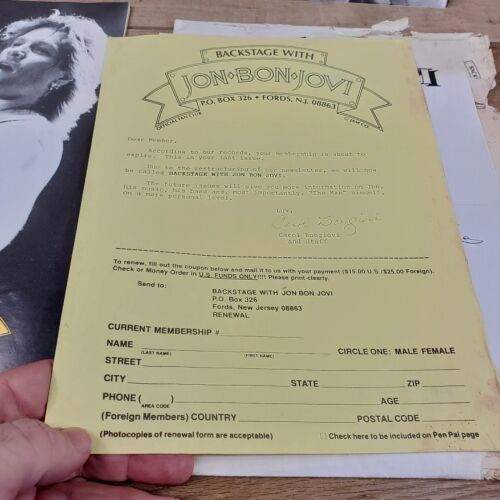 BACKSTAGE WITH
JON•BON•JOVI
P.O. BOX 326 • FORDS, N.J. 08863
OFFICIAL FAN CLUB
© JAM CO.
Dear Member,
According to our records, your membership is about to
expire. This is your last issue.
Due to the restructuring of our newsletter, we will now
be called BACKSTAGE WITH JON BON JOVI.
The future issues will give you more information on Jon,
his music, his band and, most importantly, "The Man" himself,
on a more personal level.
Luv,
Carol Bongiovi
Carol Bongiovi
and staff
To renew, fill out the coupon below and mail it to us with your payment ($15.00 U.S./$25.00 Foreign).
Check or Money Order in U.S. FUNDS ONLY!!!! Please print clearly.
Send to: BACKSTAGE WITH JON BON JOVI
P.O. Box 326
Fords, New Jersey 08863
RENEWAL
CURRENT MEMBERSHIP #
NAME CIRCLE ONE: MALE FEMALE
(LAST NAME) (FIRST NAME)
STREET
CITY STATE ZIP
PHONE ( ) AGE
(AREA CODE)
(Foreign Members) COUNTRY POSTAL CODE
(Photocopies of renewal form are acceptable) Check here to be included on Pen Pal page